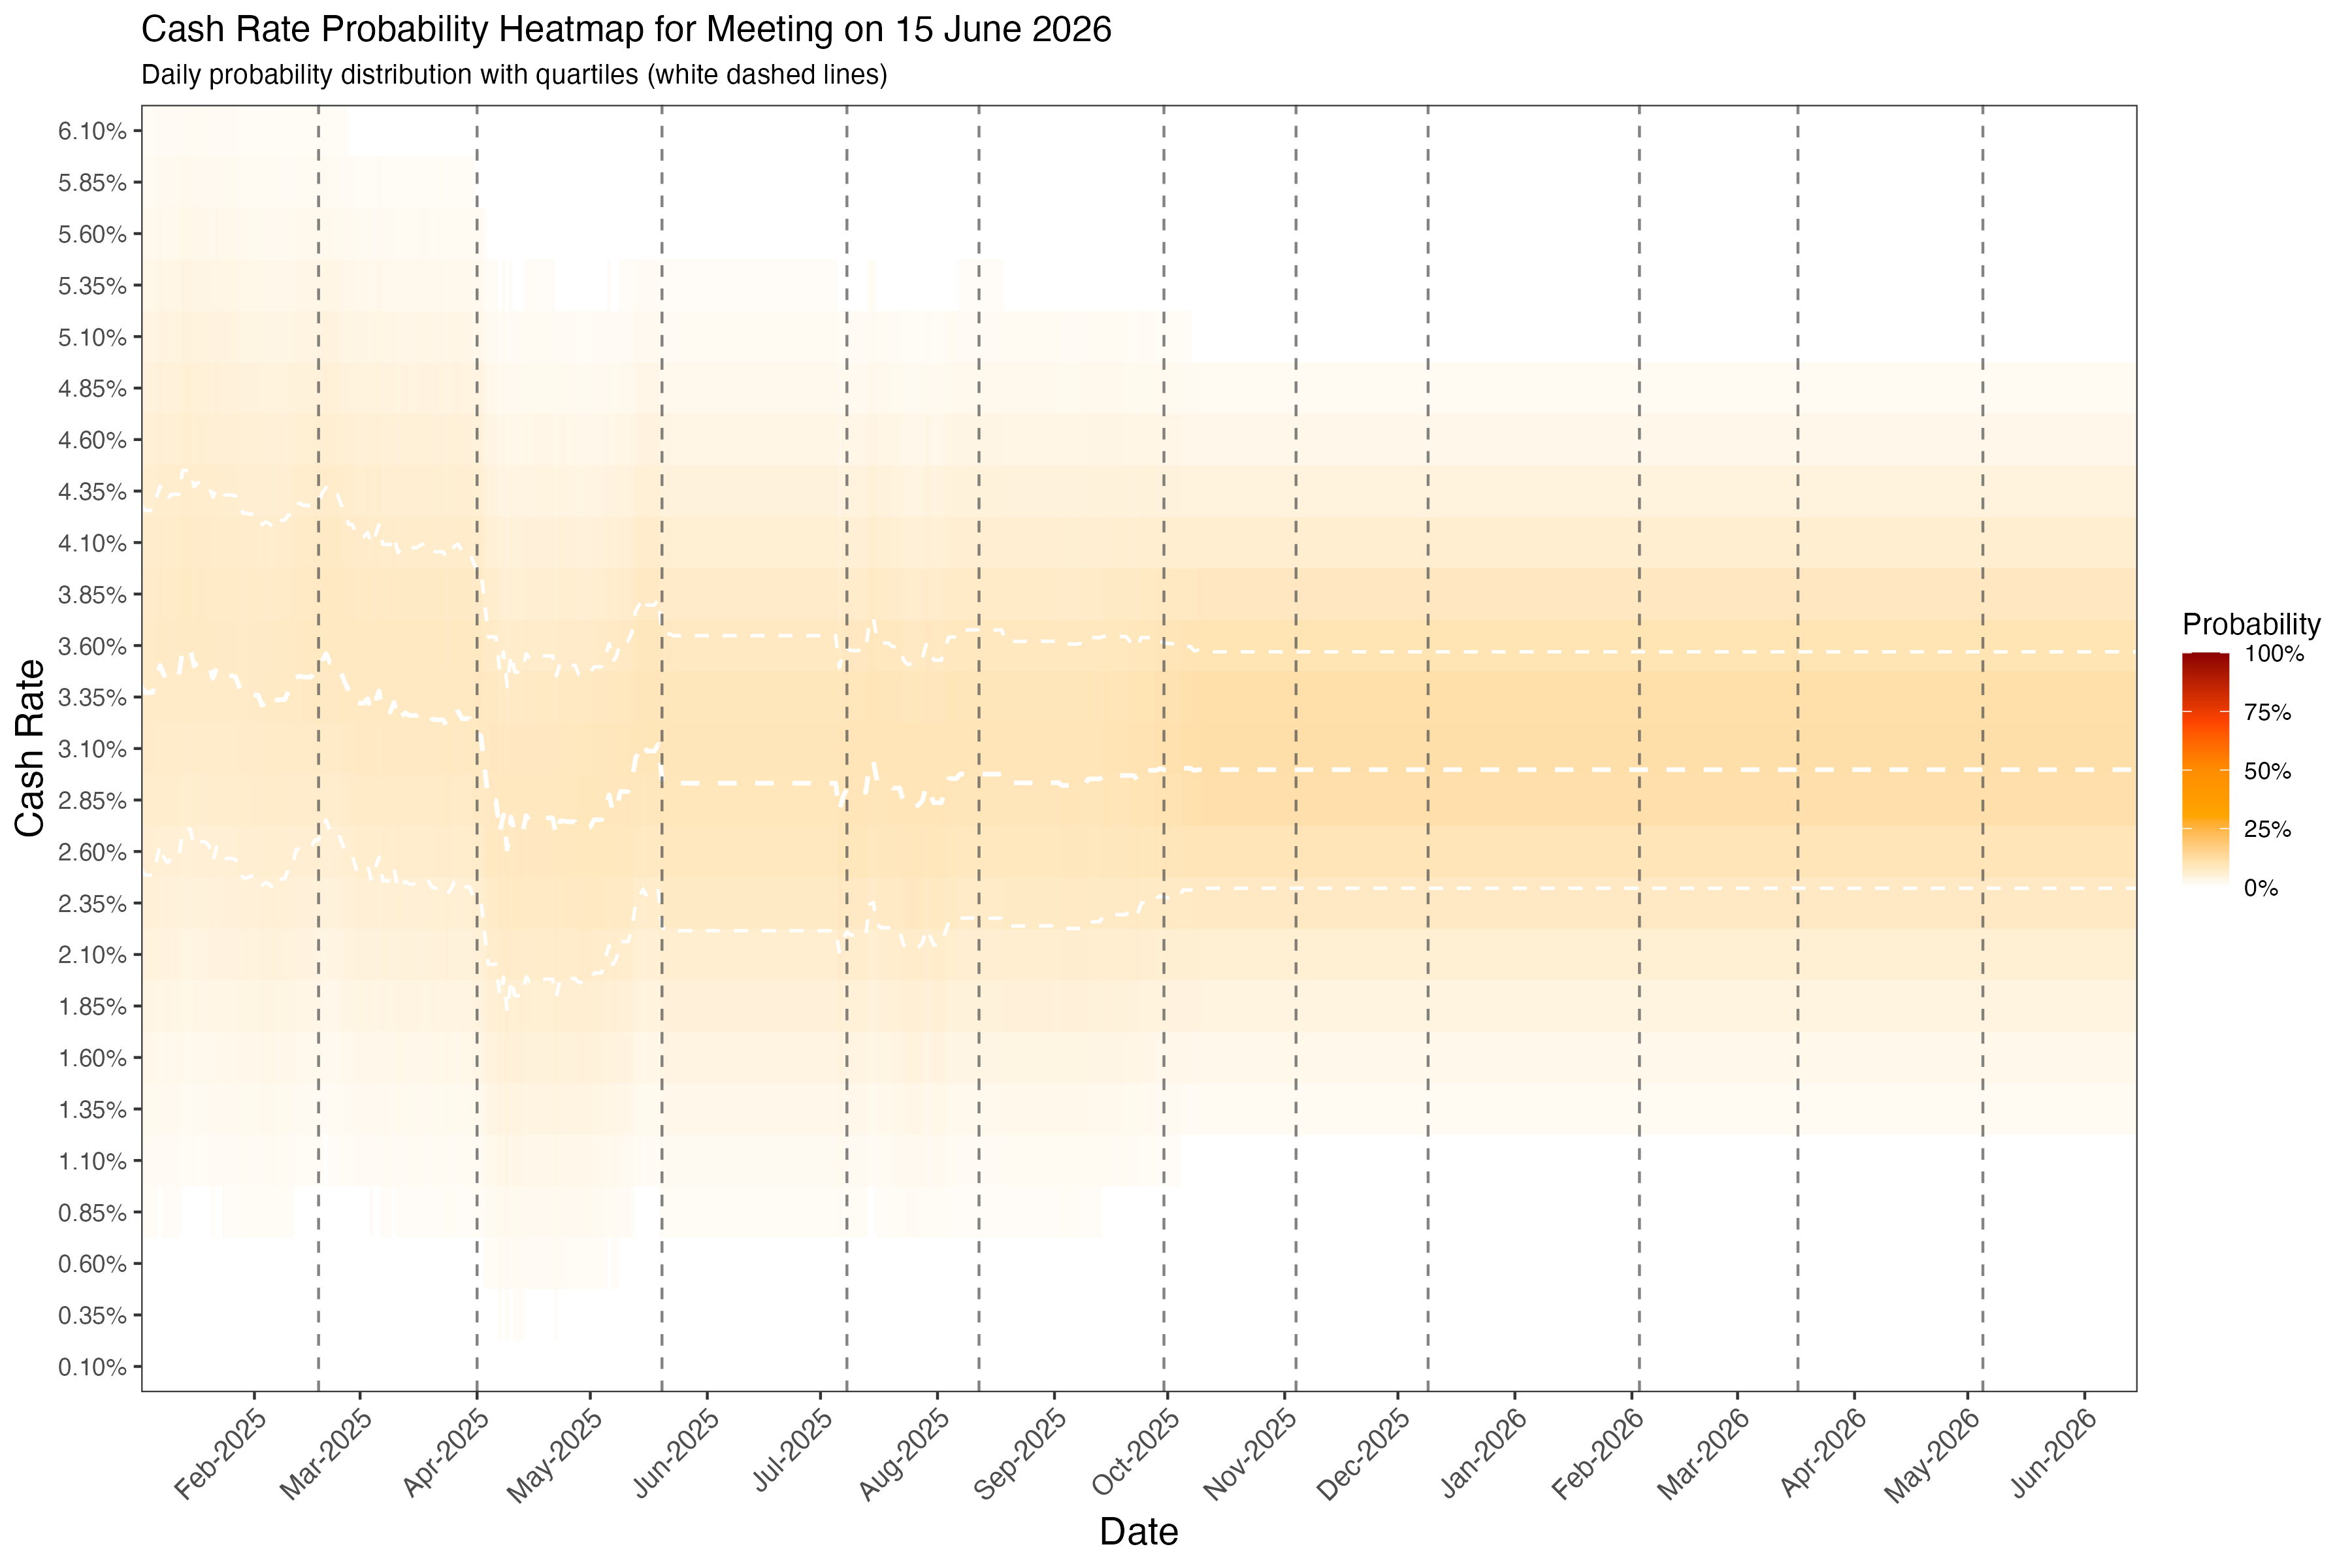 Cash Rate Probability Heatmap for Meeting on 15 June 2026
Daily probability distribution with quartiles (white dashed lines)
6.10%
5.85%
5.60%
5.35%
5.10%
4.85%
4.60%
4.35%
4.10%
3.85%
3.60%
3.35%
3.10%
2.85%
2.60%
2.35%
2.10%
1.85%
1.60%
1.35%
1.10%
0.85%
0.60%
0.35%
0.10%
Cash Rate
Feb-2025
Mar-2025
Apr-2025
May-2025
Jun-2025
Jul-2025
Aug-2025
Sep-2025
Oct-2025
Nov-2025
Dec-2025
Jan-2026
Feb-2026
Mar-2026
Apr-2026
May-2026
Jun-2026
Date
Probability
100%
75%
50%
25%
0%